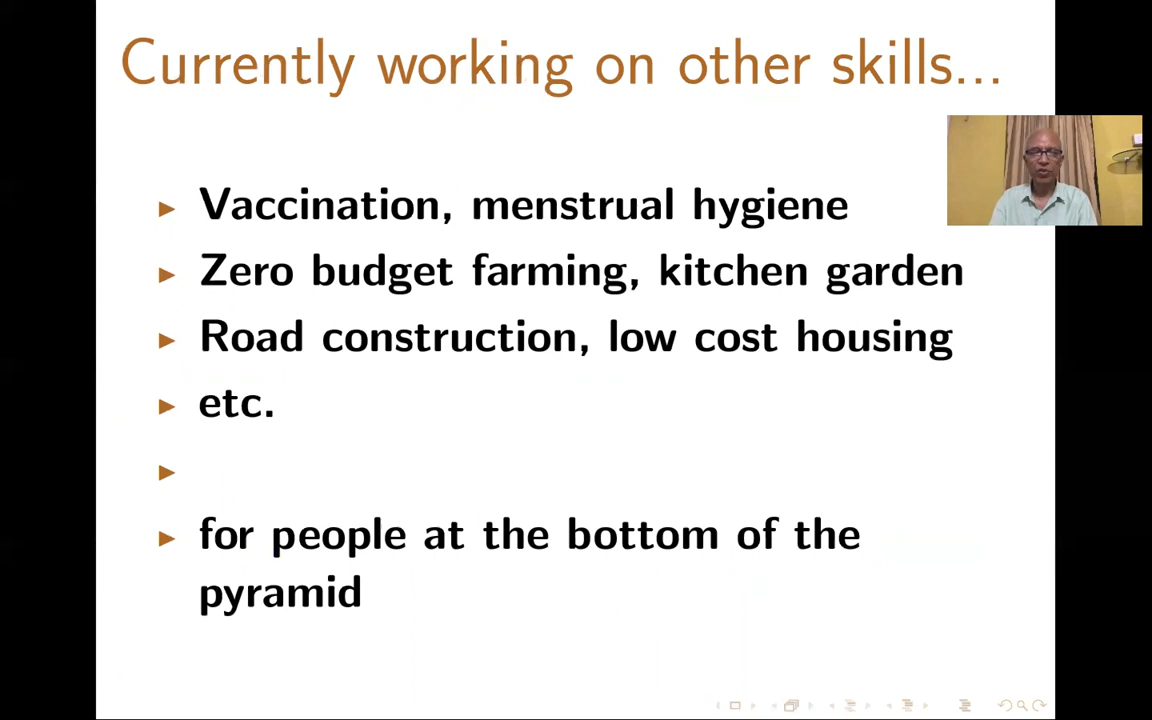 Currently working on other skills...
Vaccination, menstrual hygiene
Zero budget farming, kitchen garden
Road construction, low cost housing
etc.
for people at the bottom of the
pyramid